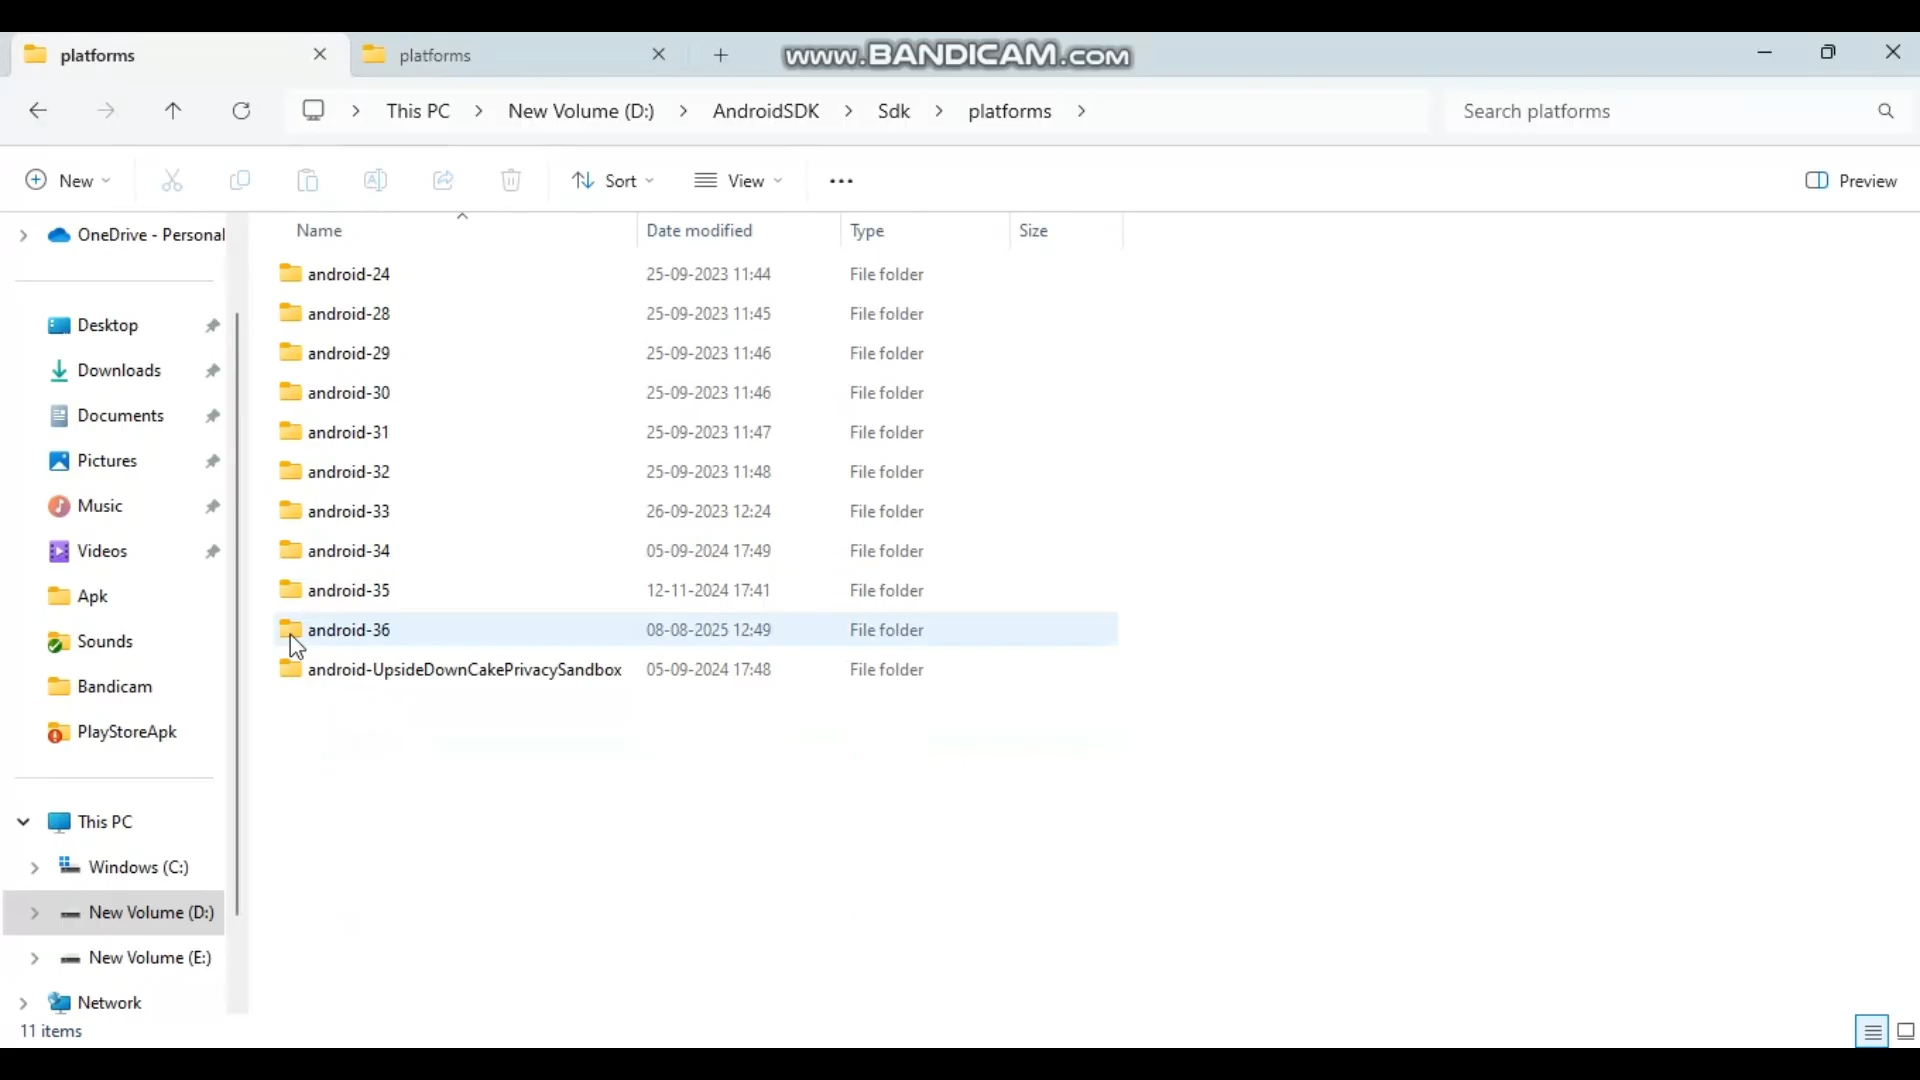 platforms
platforms
www.BANDICAM.com
This PC > New Volume (D:) > AndroidSDK > Sdk > platforms >
Search platforms
New
Sort
View
Preview
Name
Date modified
Type
Size
OneDrive - Personal
Desktop
Downloads
Documents
Pictures
Music
Videos
Apk
Sounds
Bandicam
PlayStoreApk
This PC
Windows (C:)
New Volume (D:)
New Volume (E:)
Network
android-24 25-09-2023 11:44 File folder
android-28 25-09-2023 11:45 File folder
android-29 25-09-2023 11:46 File folder
android-30 25-09-2023 11:46 File folder
android-31 25-09-2023 11:47 File folder
android-32 25-09-2023 11:48 File folder
android-33 26-09-2023 12:24 File folder
android-34 05-09-2024 17:49 File folder
android-35 12-11-2024 17:41 File folder
android-36 08-08-2025 12:49 File folder
android-UpsideDownCakePrivacySandbox 05-09-2024 17:48 File folder
11 items